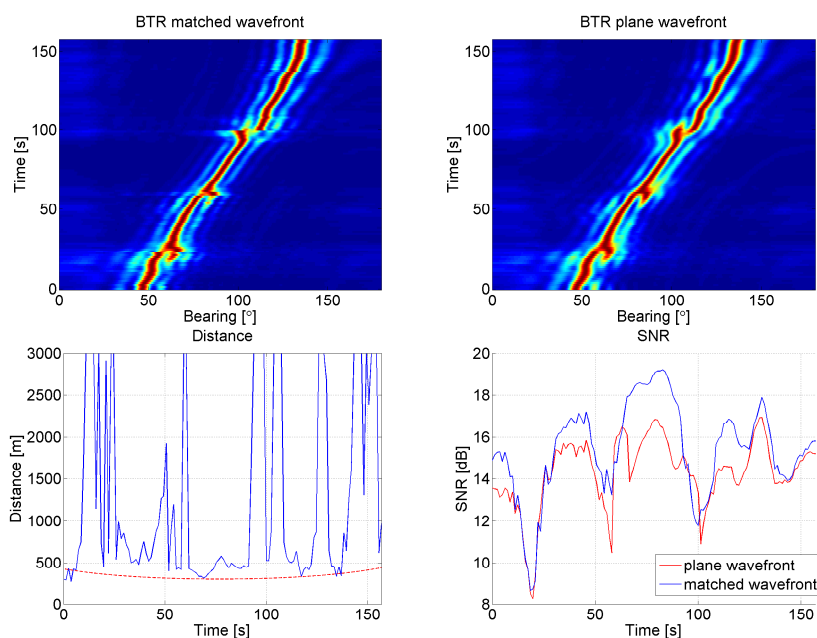 BTR matched wavefront
150
100
50
0
Time [s]
0
50
100
150
Bearing [°]
BTR plane wavefront
150
100
50
0
Time [s]
0
50
100
150
Bearing [°]
Distance
3000
2500
2000
1500
1000
500
0
Distance [m]
0
50
100
150
Time [s]
SNR
20
18
16
14
12
10
8
SNR [dB]
0
50
100
150
Time [s]
plane wavefront
matched wavefront